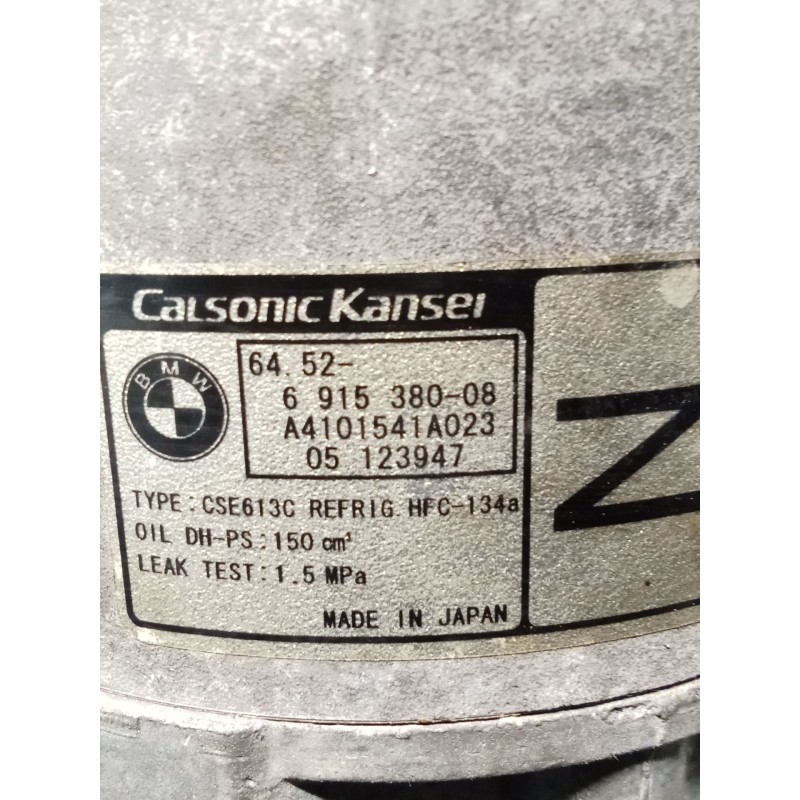 CALSONIC KANSEI
BMW
64.52-
6 915 380-08
A4101541A023
05 123947
TYPE:CSE613C REFRIG.HFC-134a
OIL DH-PS:150 cm³
LEAK TEST:1.5 MPa
MADE IN JAPAN